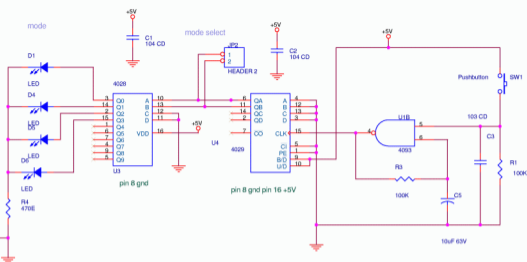 mode
mode select
+5V
C1
104 CD
+5V
C2
104 CD
JP2
1
2
HEADER 2
+5V
D1
LED
D4
LED
LED
D6
LED
R4
470E
4028
3 Q0 A 10
14 Q1 B 13
2 Q2 C 12
15 Q3 D 11
1 Q4
6 Q5
7 Q6 VDD 16
4 Q7
9 Q8
5 Q9
U3
pin 8 gnd
+5V
U4
4029
6 QA A 4
11 QB B 12
14 QC C 13
2 QD D 3
7 CO CLK 15
CI 5
PE 1
B/D 9
U/D 10
pin 8 gnd pin 16 +5V
U1B
4093
4
5
6
R3
100K
C5
10uF 63V
103 CD
C3
Pushbutton
SW1
R1
100K